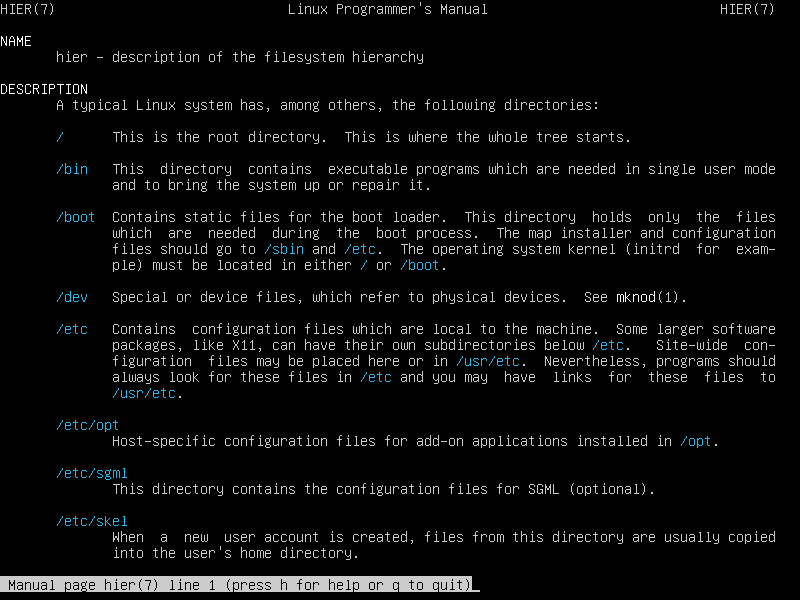 HIER(7) Linux Programmer's Manual HIER(7)
NAME
hier – description of the filesystem hierarchy
DESCRIPTION
A typical Linux system has, among others, the following directories:
/ This is the root directory. This is where the whole tree starts.
/bin This directory contains executable programs which are needed in single user mode
and to bring the system up or repair it.
/boot Contains static files for the boot loader. This directory holds only the files
which are needed during the boot process. The map installer and configuration
files should go to /sbin and /etc. The operating system kernel (initrd for exam–
ple) must be located in either / or /boot.
/dev Special or device files, which refer to physical devices. See mknod(1).
/etc Contains configuration files which are local to the machine. Some larger software
packages, like X11, can have their own subdirectories below /etc. Site–wide con–
figuration files may be placed here or in /usr/etc. Nevertheless, programs should
always look for these files in /etc and you may have links for these files to
/usr/etc.
/etc/opt
Host–specific configuration files for add–on applications installed in /opt.
/etc/sgml
This directory contains the configuration files for SGML (optional).
/etc/skel
When a new user account is created, files from this directory are usually copied
into the user's home directory.
Manual page hier(7) line 1 (press h for help or q to quit)